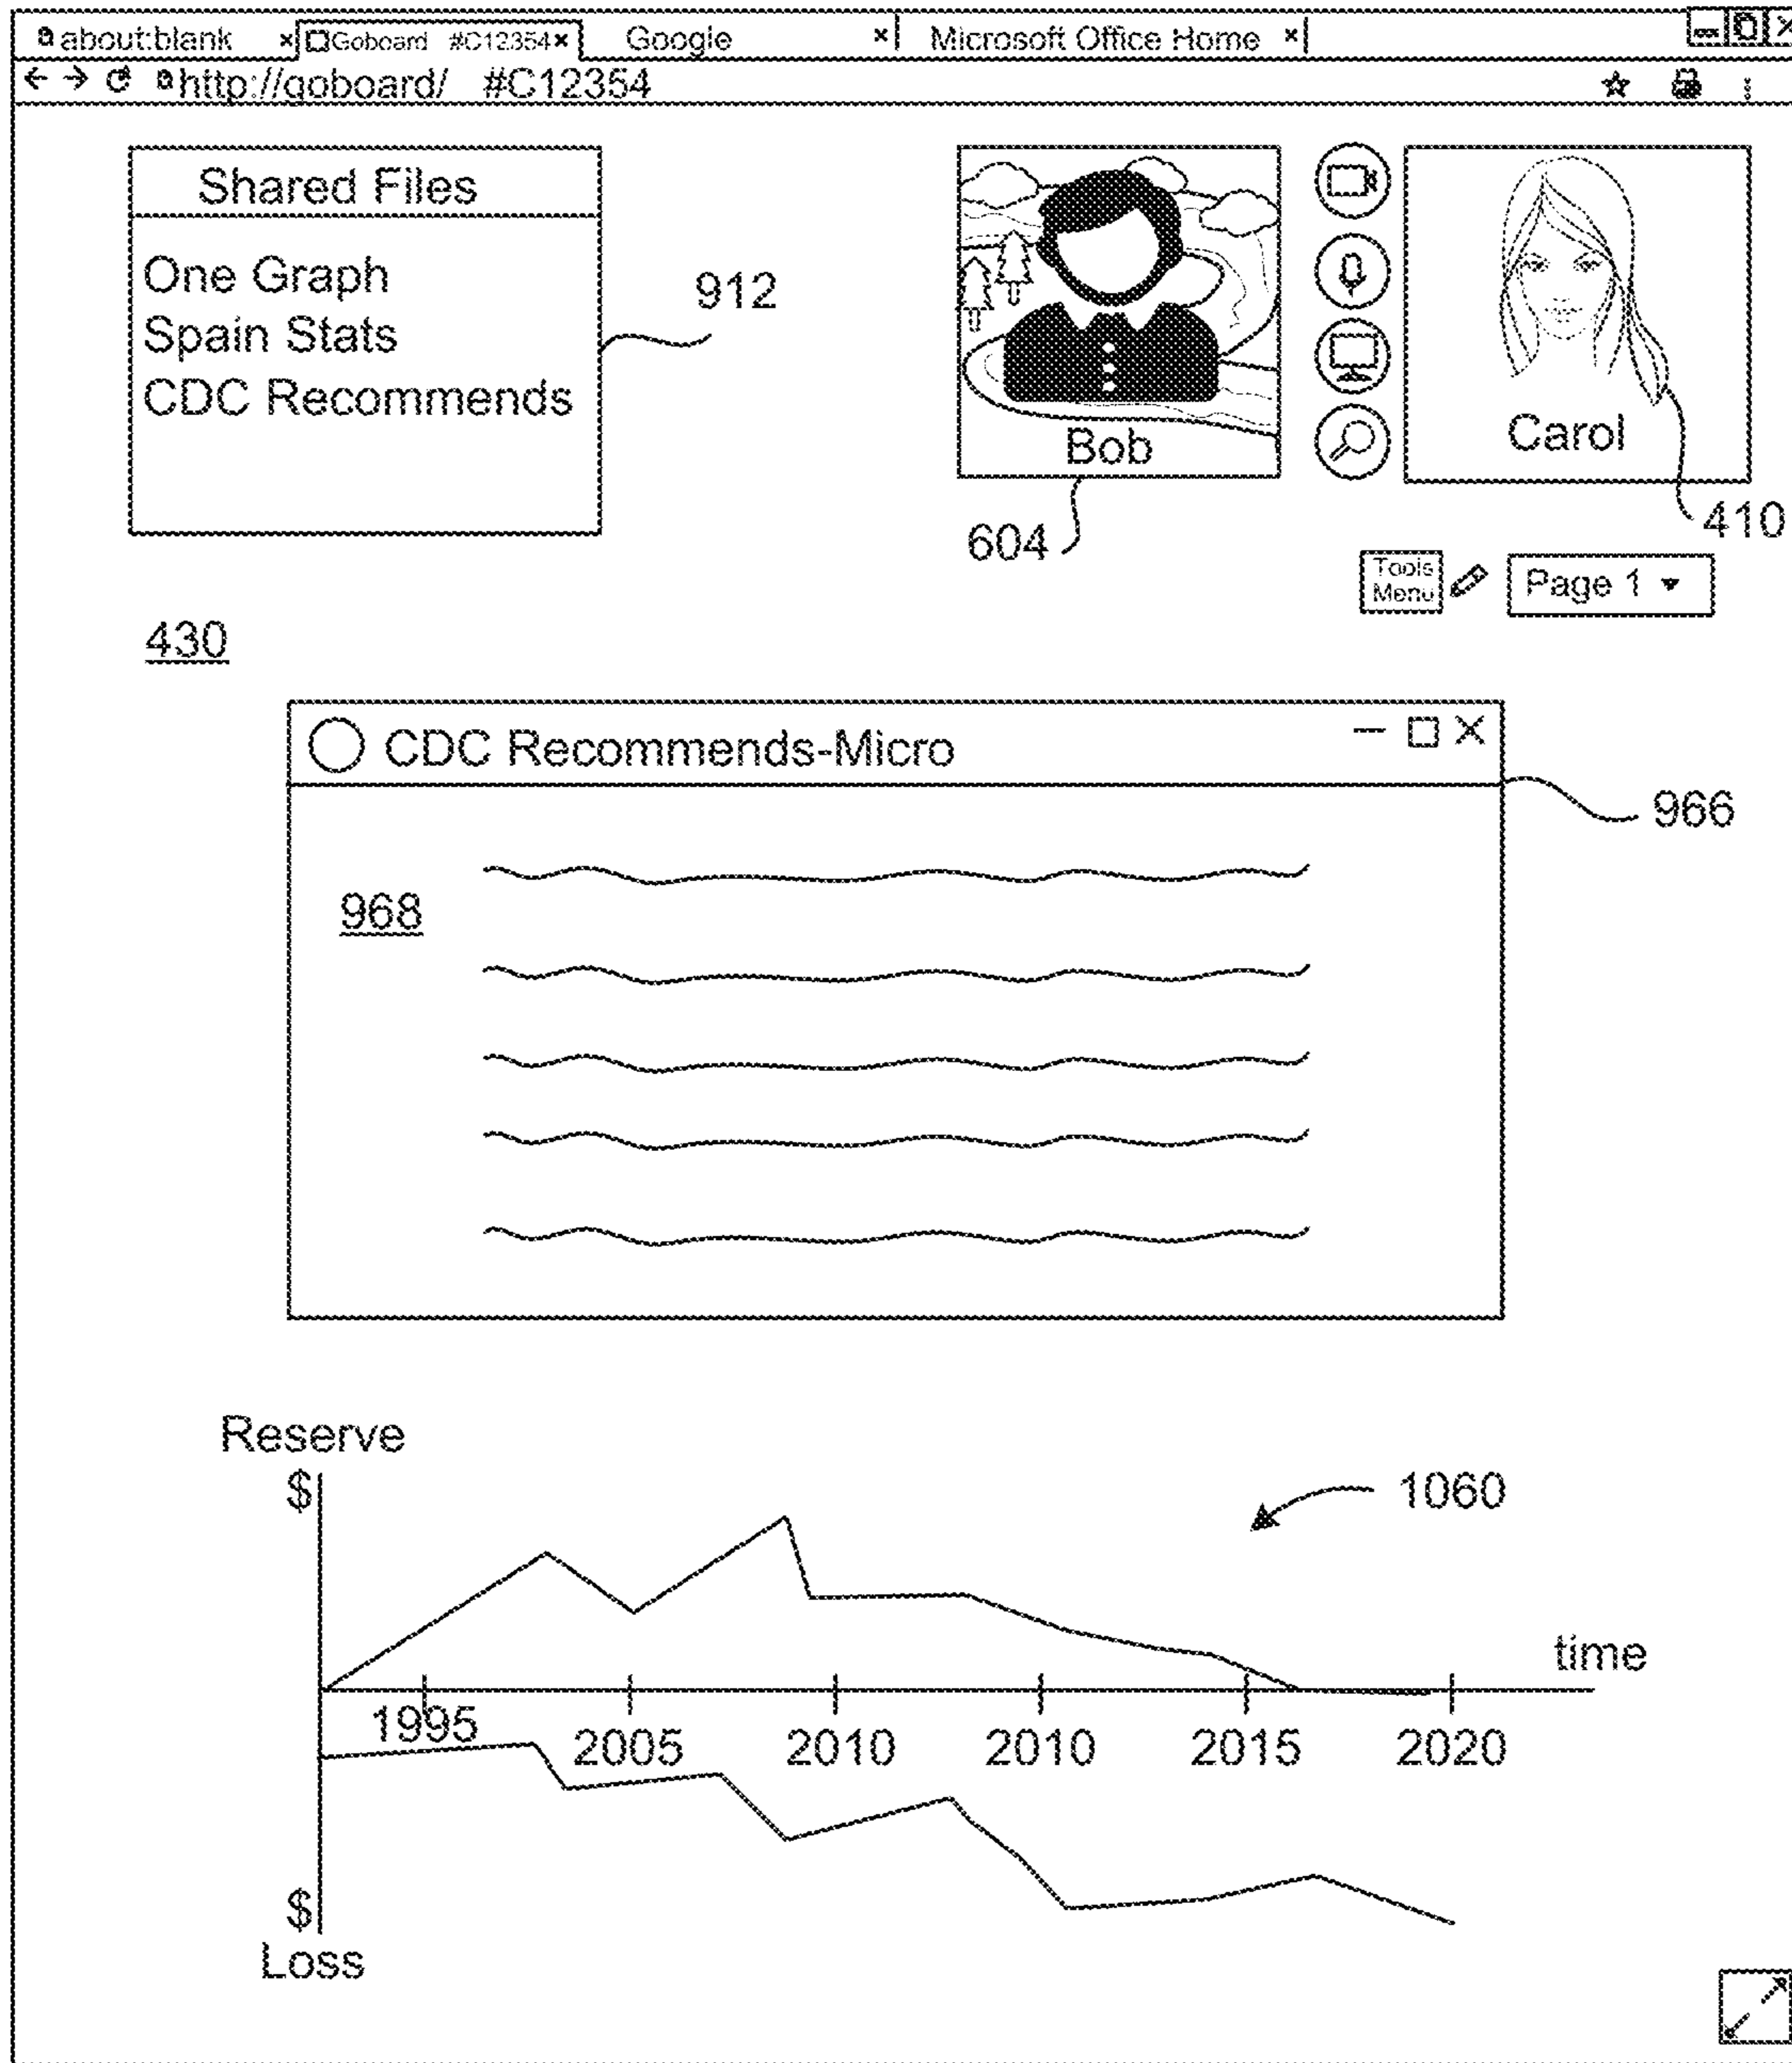 about:blank
Goboard #C12354
Google
Microsoft Office Home
http://goboard/ #C12354
Shared Files
One Graph
Spain Stats
CDC Recommends
912
Bob
Carol
604
410
Tools
Menu
Page 1
430
CDC Recommends-Micro
966
968
Reserve
$
1060
time
1995
2005
2010
2010
2015
2020
$
Loss